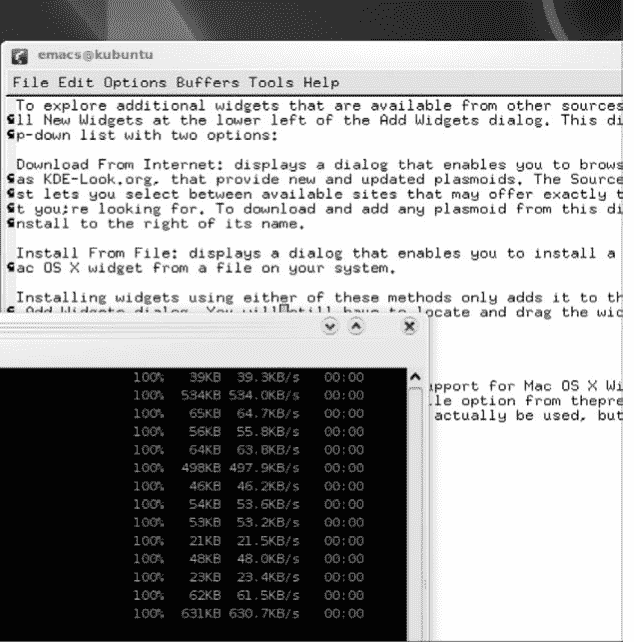 emacs@kubuntu
File Edit Options Buffers Tools Help
To explore additional widgets that are available from other sources
ll New Widgets at the lower left of the Add Widgets dialog. This di
p-down list with two options:
Download From Internet: displays a dialog that enables you to brows
as KDE-Look.org, that provide new and updated plasmoids. The Source
st lets you select between available sites that may offer exactly t
t you;re looking for. To download and add any plasmoid from this di
nstall to the right of its name.
Install From File: displays a dialog that enables you to install a
ac OS X widget from a file on your system.
Installing widgets using either of these methods only adds it to th
Add Widgets dialog. You will still have to locate and drag the wid
upport for Mac OS X Wi
le option from thepre
actually be used, but
100% 39KB 39.3KB/s 00:00
100% 534KB 534.0KB/s 00:00
100% 65KB 64.7KB/s 00:00
100% 56KB 55.8KB/s 00:00
100% 64KB 63.8KB/s 00:00
100% 498KB 497.9KB/s 00:00
100% 46KB 46.2KB/s 00:00
100% 54KB 53.6KB/s 00:00
100% 53KB 53.2KB/s 00:00
100% 21KB 21.5KB/s 00:00
100% 48KB 48.0KB/s 00:00
100% 23KB 23.4KB/s 00:00
100% 62KB 61.5KB/s 00:00
100% 631KB 630.7KB/s 00:00